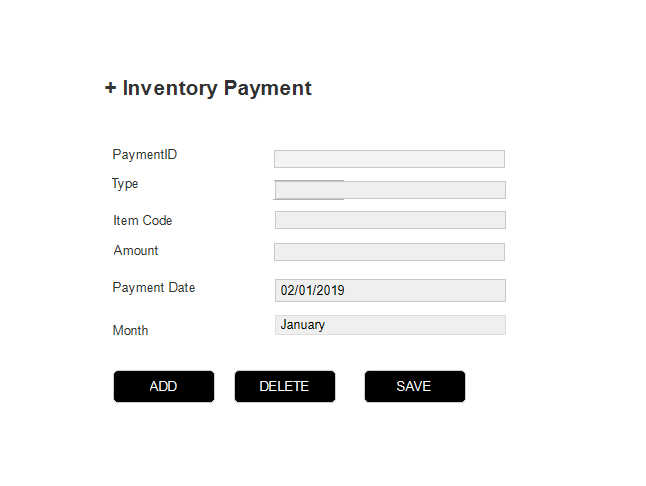 + Inventory Payment
PaymentID
Type
Item Code
Amount
Payment Date 02/01/2019
Month January
ADD DELETE SAVE